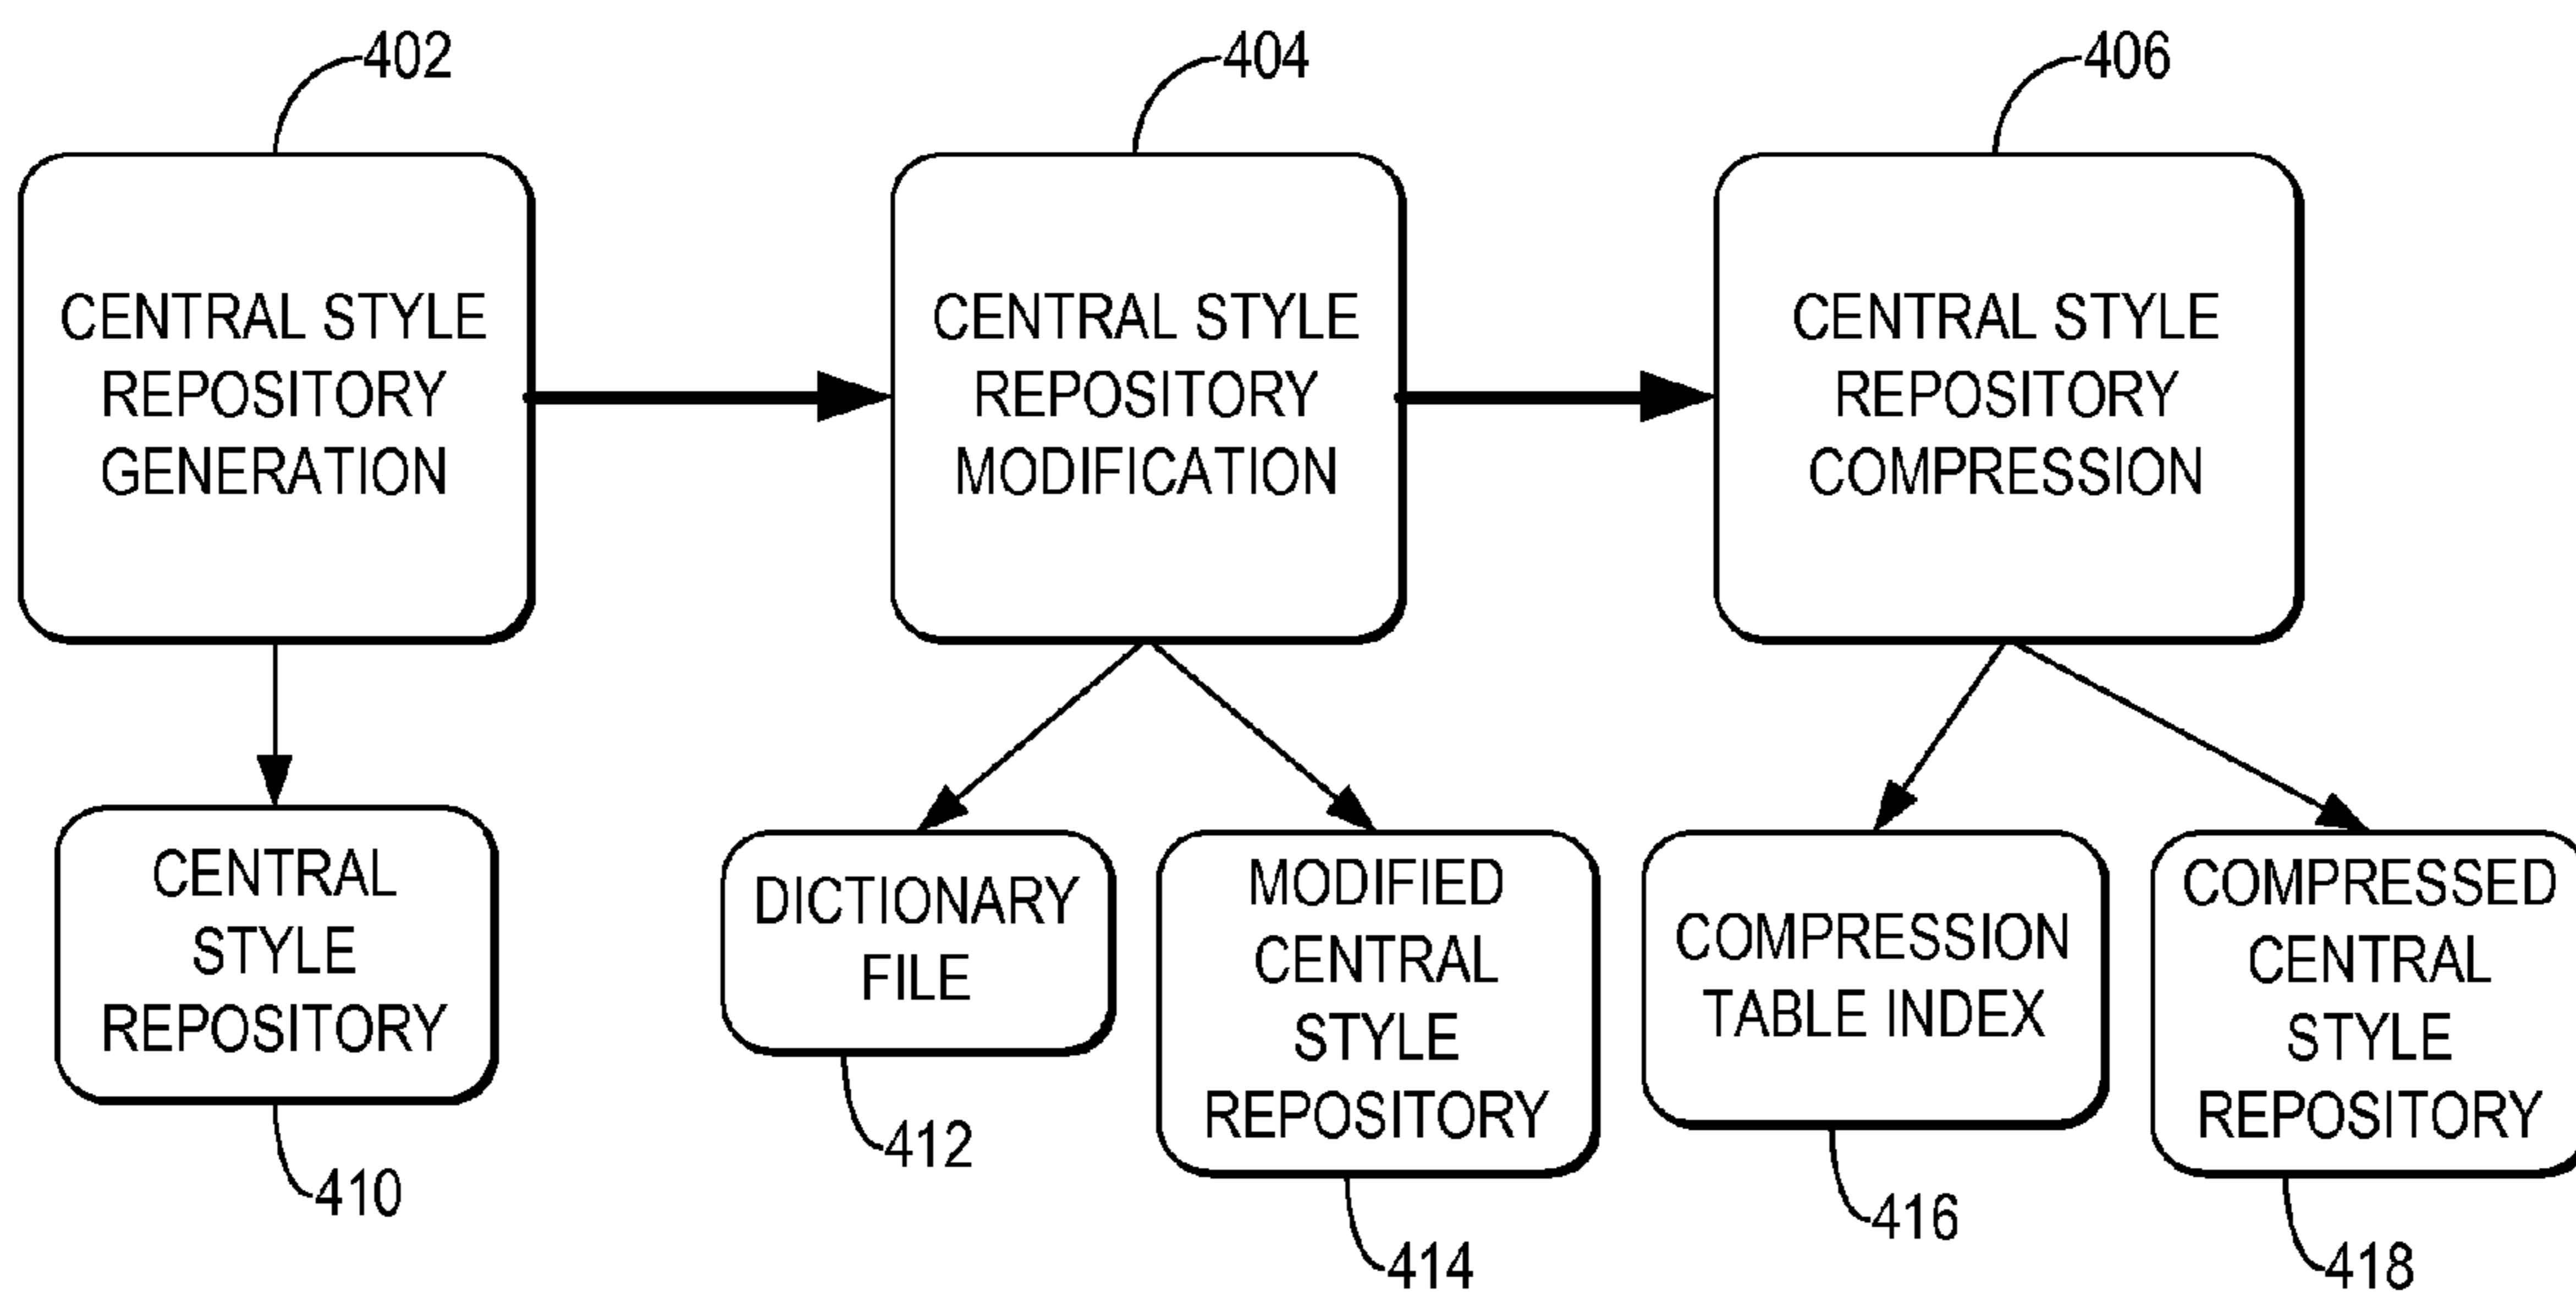 402
404
406
CENTRAL STYLE
REPOSITORY
GENERATION
CENTRAL STYLE
REPOSITORY
MODIFICATION
CENTRAL STYLE
REPOSITORY
COMPRESSION
CENTRAL
STYLE
REPOSITORY
DICTIONARY
FILE
MODIFIED
CENTRAL
STYLE
REPOSITORY
COMPRESSION
TABLE INDEX
COMPRESSED
CENTRAL
STYLE
REPOSITORY
410
412
414
416
418